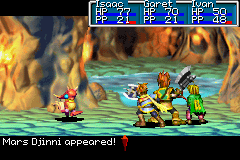 Isaac Garet Ivan
HP 77 HP 70 HP 50
PP 21 PP 21 PP 48
Mars Djinni appeared!